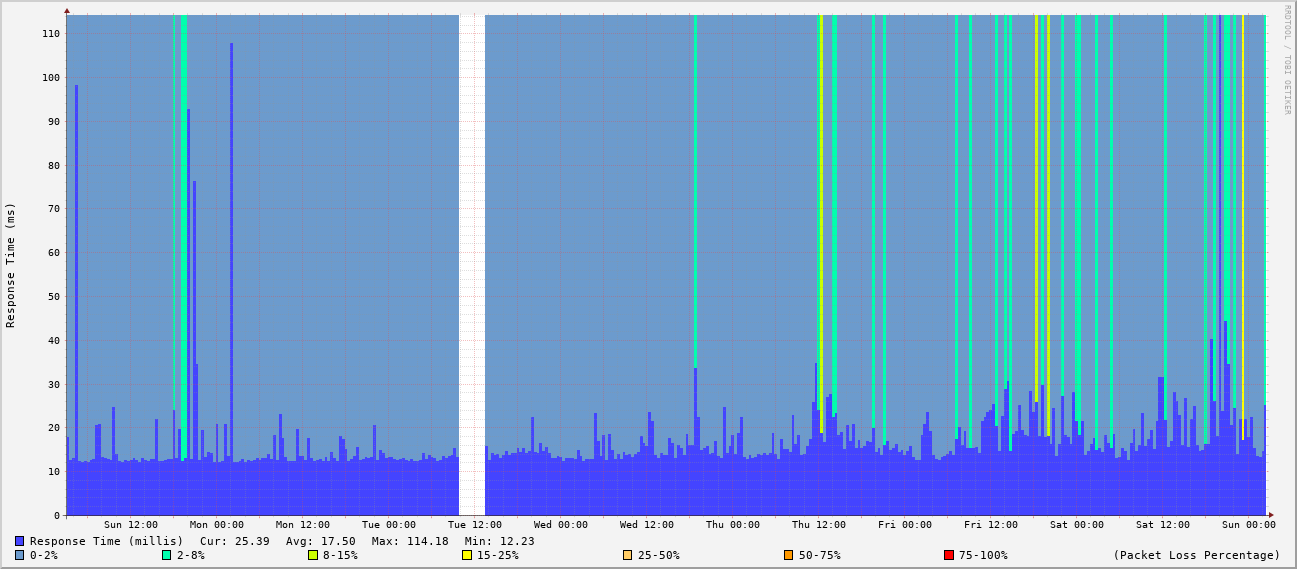 RRDTOOL / TOBI OETIKER
Response Time (ms)
110
100
90
80
70
60
50
40
30
20
10
0
Sun 12:00 Mon 00:00 Mon 12:00 Tue 00:00 Tue 12:00 Wed 00:00 Wed 12:00 Thu 00:00 Thu 12:00 Fri 00:00 Fri 12:00 Sat 00:00 Sat 12:00 Sun 00:00
Response Time (millis) Cur: 25.39 Avg: 17.50 Max: 114.18 Min: 12.23
0-2% 2-8% 8-15% 15-25% 25-50% 50-75% 75-100% (Packet Loss Percentage)